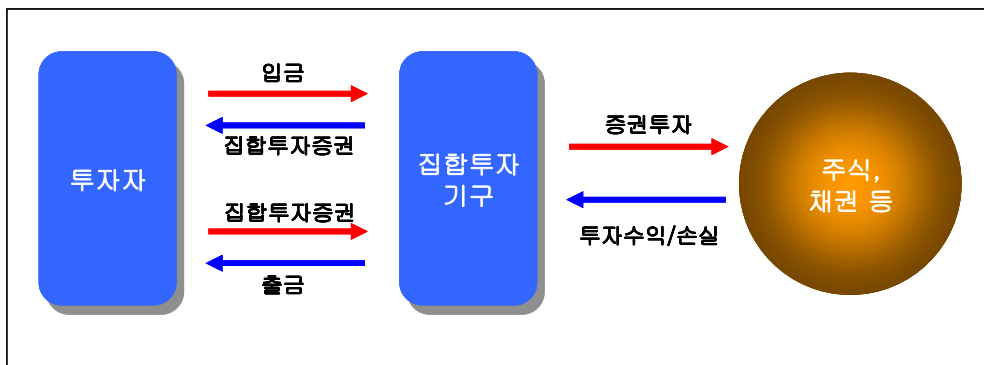 투자자
입금
집합투자증권
집합투자증권
출금
집합투자
기구
증권투자
투자수익/손실
주식,
채권 등